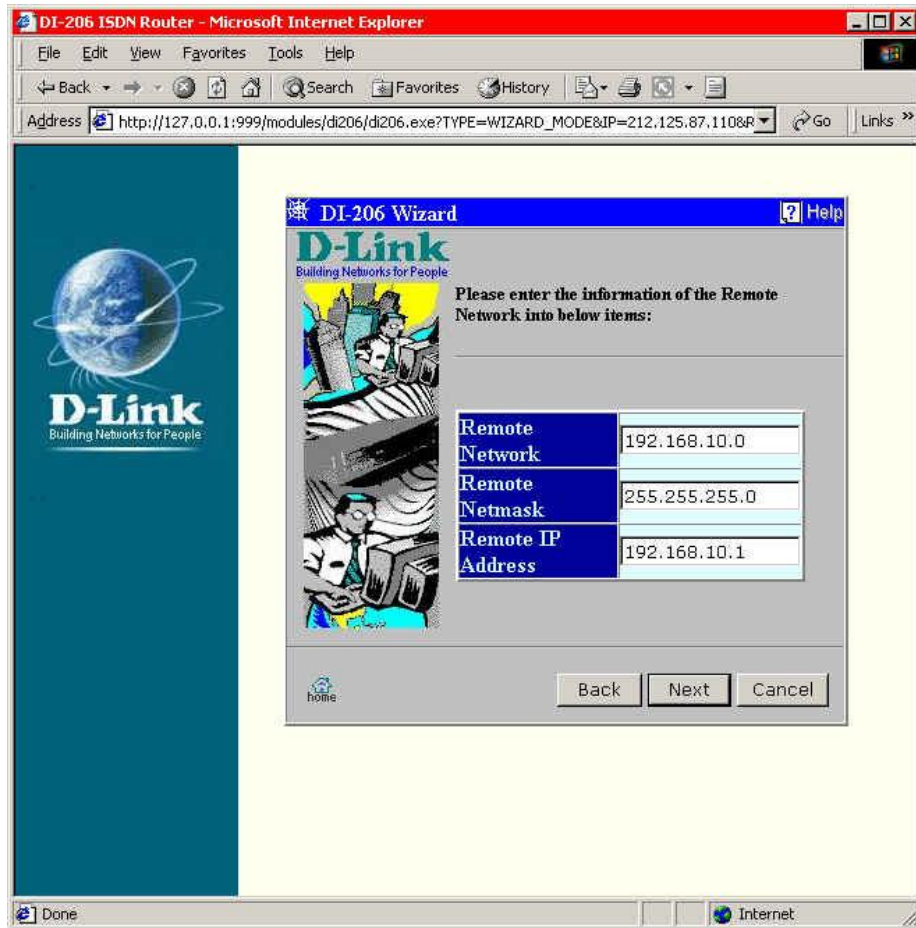 DI-206 ISDN Router - Microsoft Internet Explorer
File Edit View Favorites Tools Help
Back Search Favorites History
Address http://127.0.0.1:999/modules/di206/di206.exe?TYPE=WIZARD_MODE&IP=212.125.87.110&R Go Links »
DI-206 Wizard ? Help
D-Link
Building Networks for People
Please enter the information of the Remote
Network into below items:
D-Link
Building Networks for People
Remote
Network
192.168.10.0
Remote
Netmask
255.255.255.0
Remote IP
Address
192.168.10.1
home
Back Next Cancel
Done Internet